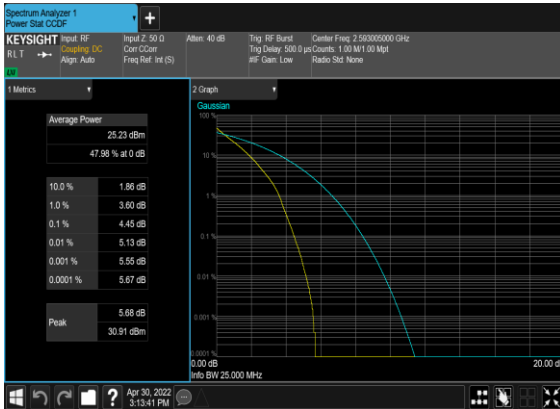 Spectrum Analyzer 1
Power Stat CCDF
+
KEYSIGHT
RLT
LV
Input: RF
Coupling: DC
Align: Auto
Input Z: 50 Ω
Corr CCorr
Freq Ref: Int (S)
Atten: 40 dB
Trig: RF Burst
Trig Delay: 500.0 µs
#IF Gain: Low
Center Freq: 2.593005000 GHz
Counts: 1.00 M/1.00 Mpt
Radio Std: None
1 Metrics
Average Power
25.23 dBm
47.98 % at 0 dB
10.0 % 1.86 dB
1.0 % 3.60 dB
0.1 % 4.45 dB
0.01 % 5.13 dB
0.001 % 5.55 dB
0.0001 % 5.67 dB
Peak
5.68 dB
30.91 dBm
2 Graph
Gaussian
100 %
10 %
1 %
0.1 %
0.01 %
0.001 %
0.0001 %
0.00 dB
20.00 d
Info BW 25.000 MHz
?
Apr 30, 2022
3:13:41 PM